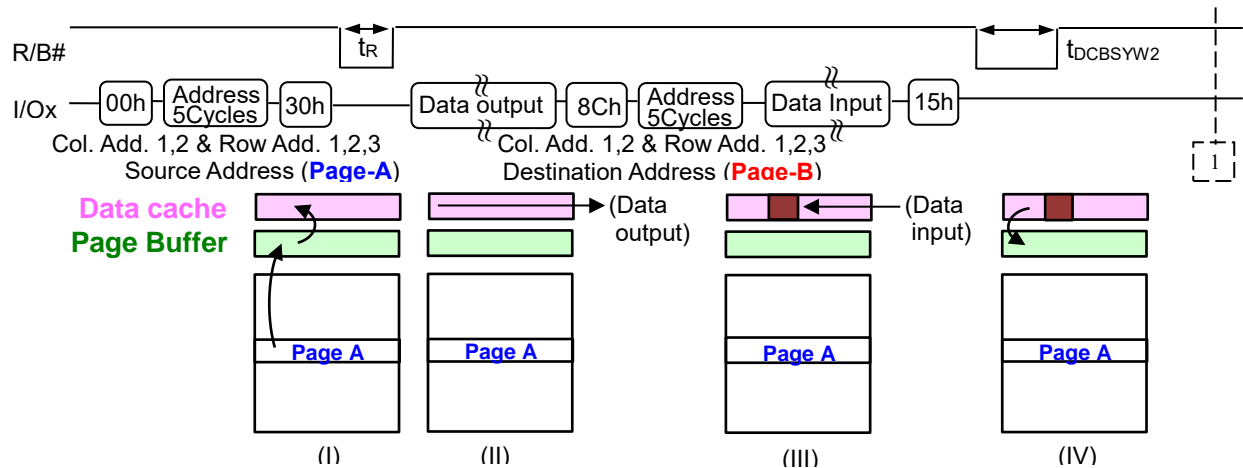 R/B#
tR
tDCBSYW2
I/Ox
00h
Address
5Cycles
30h
Data output
8Ch
Address
5Cycles
Data Input
15h
Col. Add. 1,2 & Row Add. 1,2,3
Source Address (Page-A)
Col. Add. 1,2 & Row Add. 1,2,3
Destination Address (Page-B)
1
Data cache
Page Buffer
(Data
output)
(Data
input)
Page A
Page A
Page A
Page A
(I)
(II)
(III)
(IV)